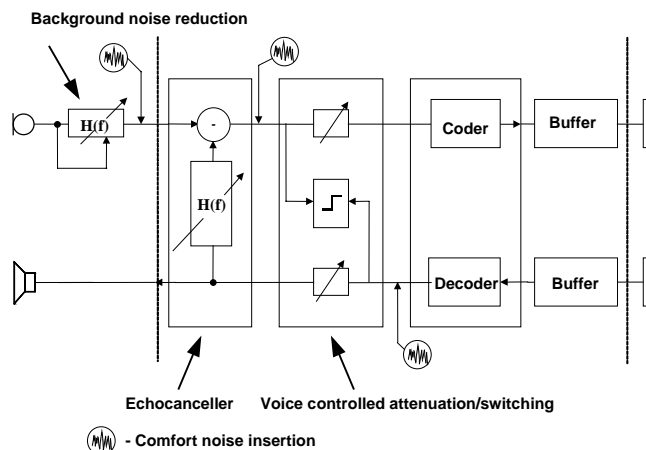 Background noise reduction
H(f)
-
Coder
Buffer
H(f)
Decoder
Buffer
Echocanceller
Voice controlled attenuation/switching
- Comfort noise insertion